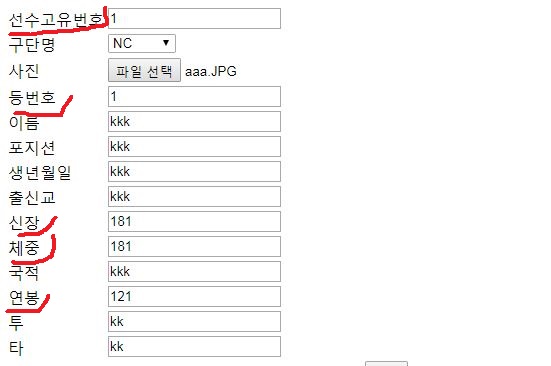 선수고유번호 1
구단명 NC
사진 파일 선택 aaa.JPG
등번호 1
이름 kkk
포지션 kkk
생년월일 kkk
출신교 kkk
신장 181
체중 181
국적 kkk
연봉 121
투 kk
타 kk